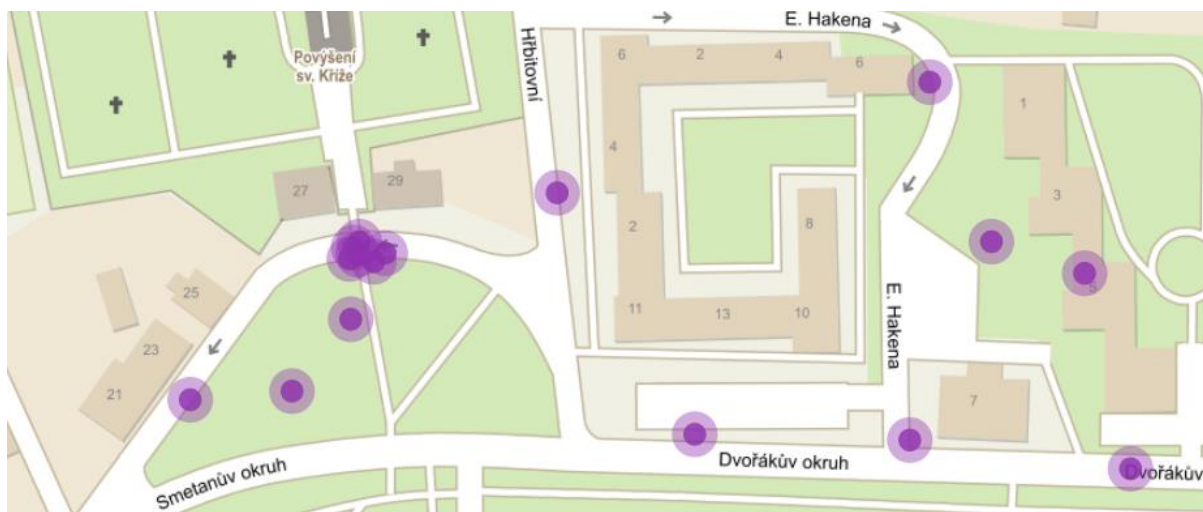 E. Hakena
Hřbitovní
Povýšení
sv. Kříže
6
2
4
6
1
4
3
27
29
2
8
5
25
11
13
10
E. Hakena
23
21
7
Dvořákův okruh
Smetanův okruh
Dvořákův